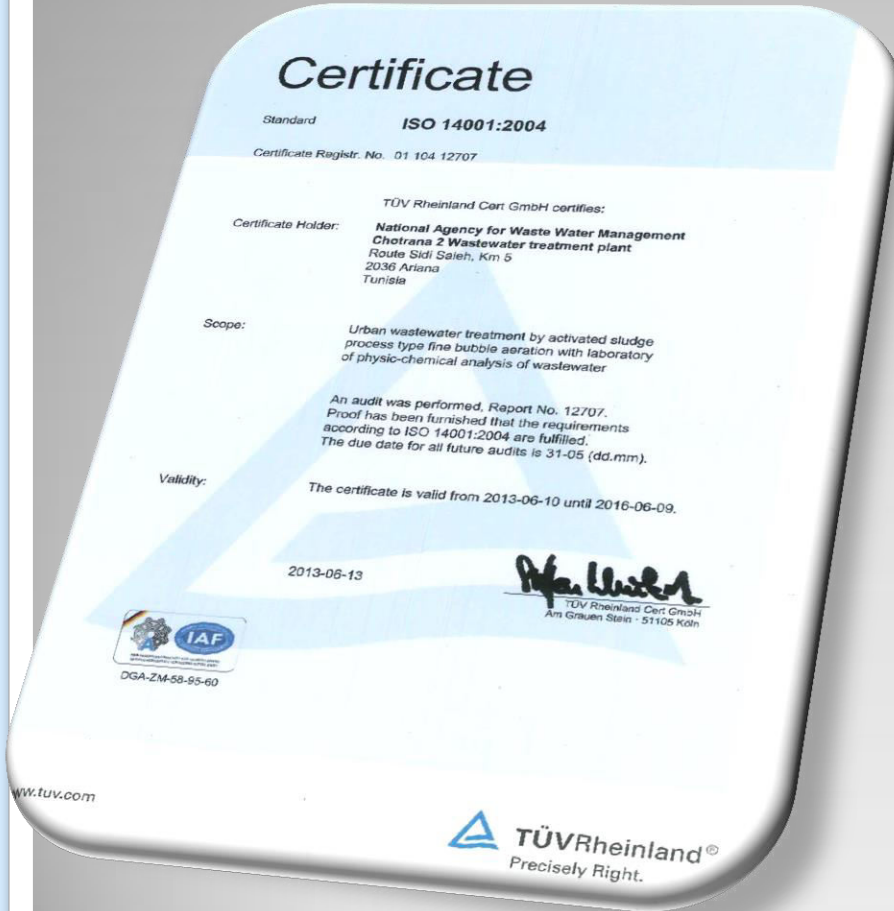 Certificate
Standard ISO 14001:2004
Certificate Registr. No. 01 104 12707
TÜV Rheinland Cert GmbH certifies:
Certificate Holder: National Agency for Waste Water Management
Chotrana 2 Wastewater treatment plant
Route Sidi Saleh, Km 5
2036 Ariana
Tunisia
Scope: Urban wastewater treatment by activated sludge
process type fine bubble aeration with laboratory
of physic-chemical analysis of wastewater
An audit was performed, Report No. 12707.
Proof has been furnished that the requirements
according to ISO 14001:2004 are fulfilled.
The due date for all future audits is 31-05 (dd.mm).
Validity: The certificate is valid from 2013-06-10 until 2016-06-09.
2013-06-13
TÜV Rheinland Cert GmbH
Am Grauen Stein · 51105 Köln
IAF
DGA-ZM-58-95-60
ww.tuv.com
TÜVRheinland®
Precisely Right.